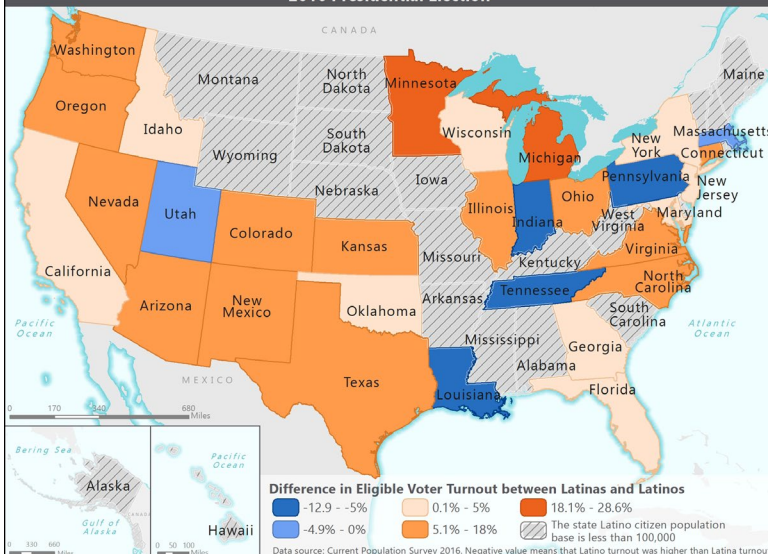 2016 Presidential Election
CANADA
Washington
Montana
North
Dakota
Minnesota
Maine
Oregon
Idaho
Wisconsin
South
Dakota
Wyoming
Michigan
New
York
Massachusetts
Connecticut
Iowa
Nebraska
Pennsylvania
New
Jersey
Nevada
Utah
Illinois
Indiana
Ohio
West
Virginia
Maryland
Colorado
Kansas
Missouri
Kentucky
Virginia
California
Tennessee
North
Carolina
Arizona
New
Mexico
Oklahoma
Arkansas
South
Carolina
Pacific
Ocean
Atlantic
Ocean
Mississippi
Alabama
Georgia
MEXICO
Texas
Louisiana
Florida
0 170 340 680
Miles
Bering Sea
Alaska
CANADA
Gulf of
Alaska
0 330 660
Miles
Pacific
Ocean
Hawaii
0 50 100
Miles
Difference in Eligible Voter Turnout between Latinas and Latinos
-12.9 - -5%
0.1% - 5%
18.1% - 28.6%
-4.9% - 0%
5.1% - 18%
The state Latino citizen population
base is less than 100,000
Data source: Current Population Survey 2016. Negative value means that Latino turnout was higher than Latina turnou